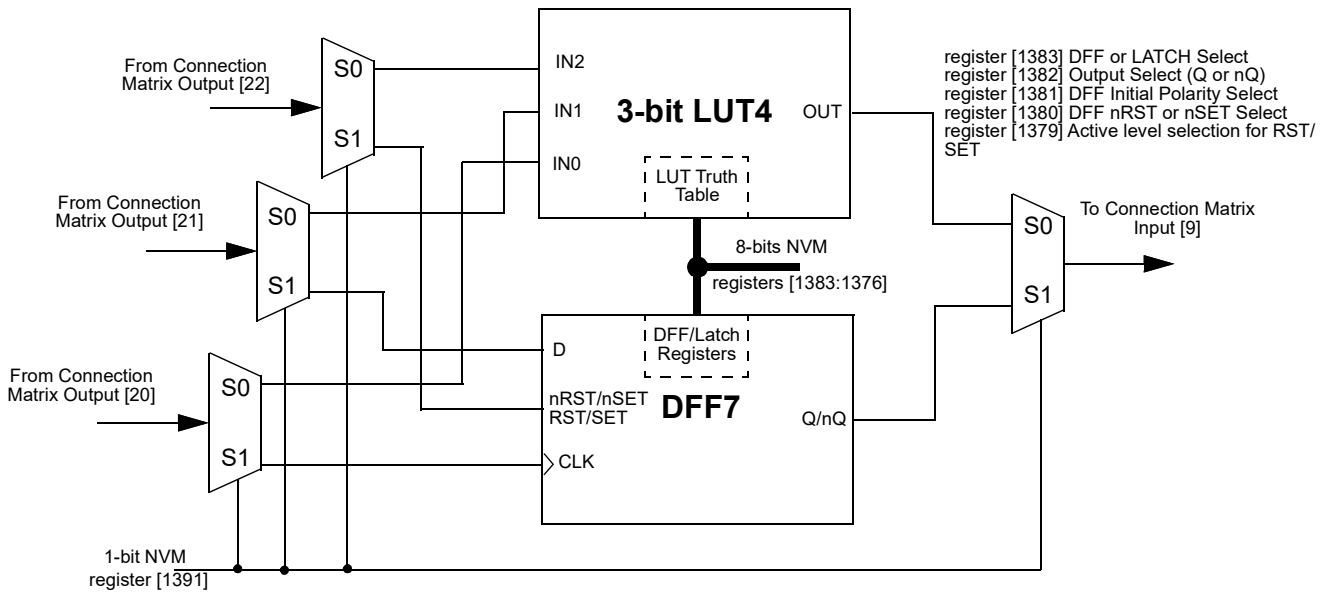 From Connection
Matrix Output [22]
S0
S1
IN2
IN1
IN0
3-bit LUT4
OUT
LUT Truth
Table
register [1383] DFF or LATCH Select
register [1382] Output Select (Q or nQ)
register [1381] DFF Initial Polarity Select
register [1380] DFF nRST or nSET Select
register [1379] Active level selection for RST/
SET
From Connection
Matrix Output [21]
S0
S1
8-bits NVM
registers [1383:1376]
S0
S1
To Connection Matrix
Input [9]
From Connection
Matrix Output [20]
S0
S1
D
nRST/nSET
RST/SET
CLK
DFF/Latch
Registers
DFF7
Q/nQ
1-bit NVM
register [1391]